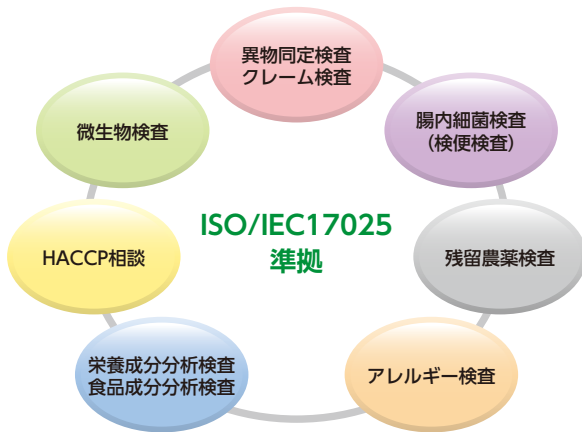 異物同定検査
クレーム検査
腸内細菌検査
（検便検査）
微生物検査
ISO/IEC17025
準拠
HACCP相談
残留農薬検査
栄養成分分析検査
食品成分分析検査
アレルギー検査